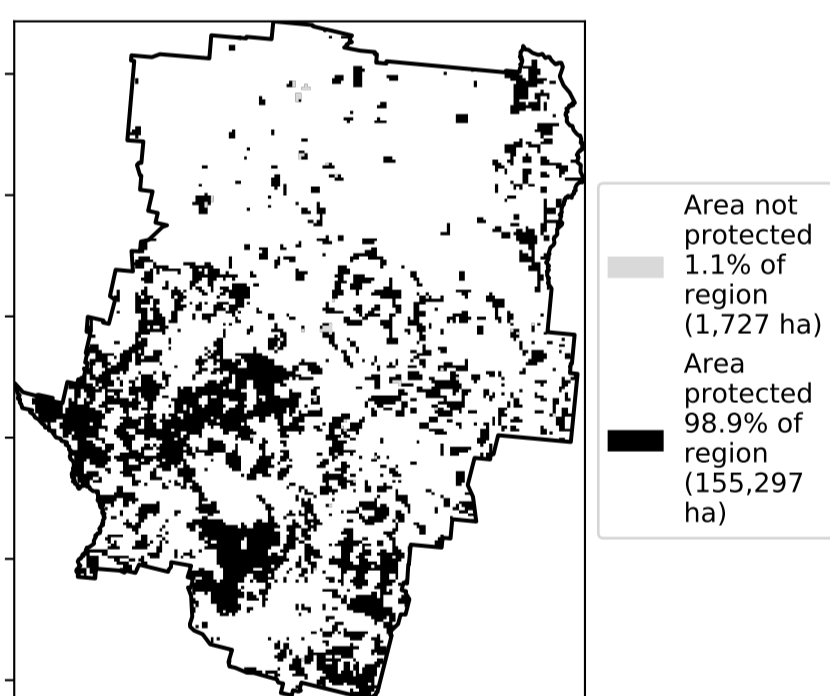 Area not
protected
1.1% of
region
(1,727 ha)
Area
protected
98.9% of
region
(155,297
ha)